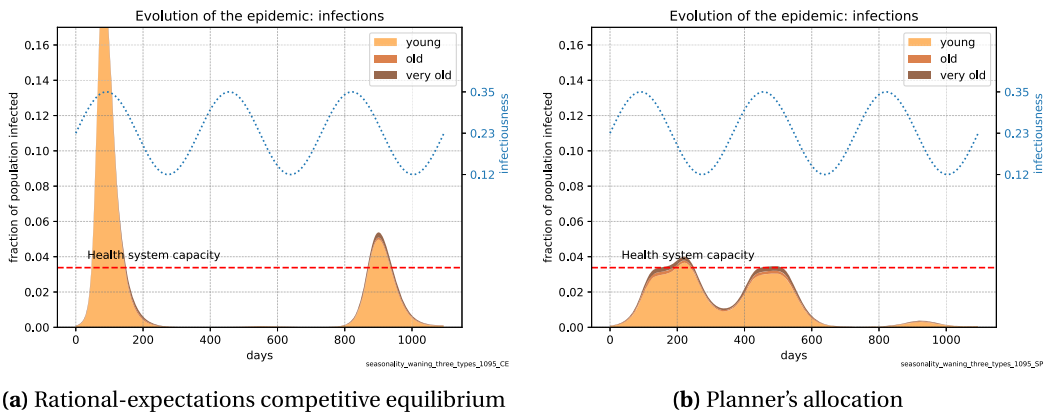 Evolution of the epidemic: infections
0.16
0.14
0.12
0.10
0.08
0.06
0.04
0.02
0.00
fraction of population infected
young
old
very old
0.35
0.23
0.12
infectiousness
Health system capacity
0 200 400 600 800 1000
days
seasonality_waning_three_types_1095_CE
(a) Rational-expectations competitive equilibrium
Evolution of the epidemic: infections
0.16
0.14
0.12
0.10
0.08
0.06
0.04
0.02
0.00
fraction of population infected
young
old
very old
0.35
0.23
0.12
infectiousness
Health system capacity
0 200 400 600 800 1000
days
seasonality_waning_three_types_1095_SP
(b) Planner's allocation